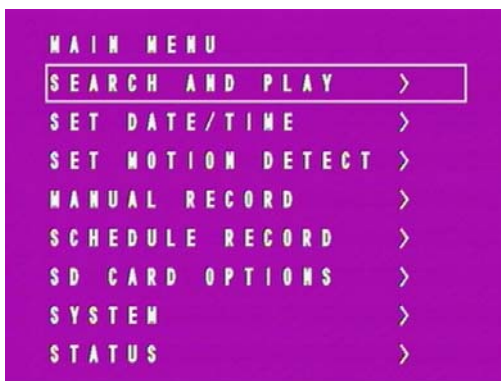 MAIN MENU
SEARCH AND PLAY >
SET DATE/TIME >
SET MOTION DETECT >
MANUAL RECORD >
SCHEDULE RECORD >
SD CARD OPTIONS >
SYSTEM >
STATUS >